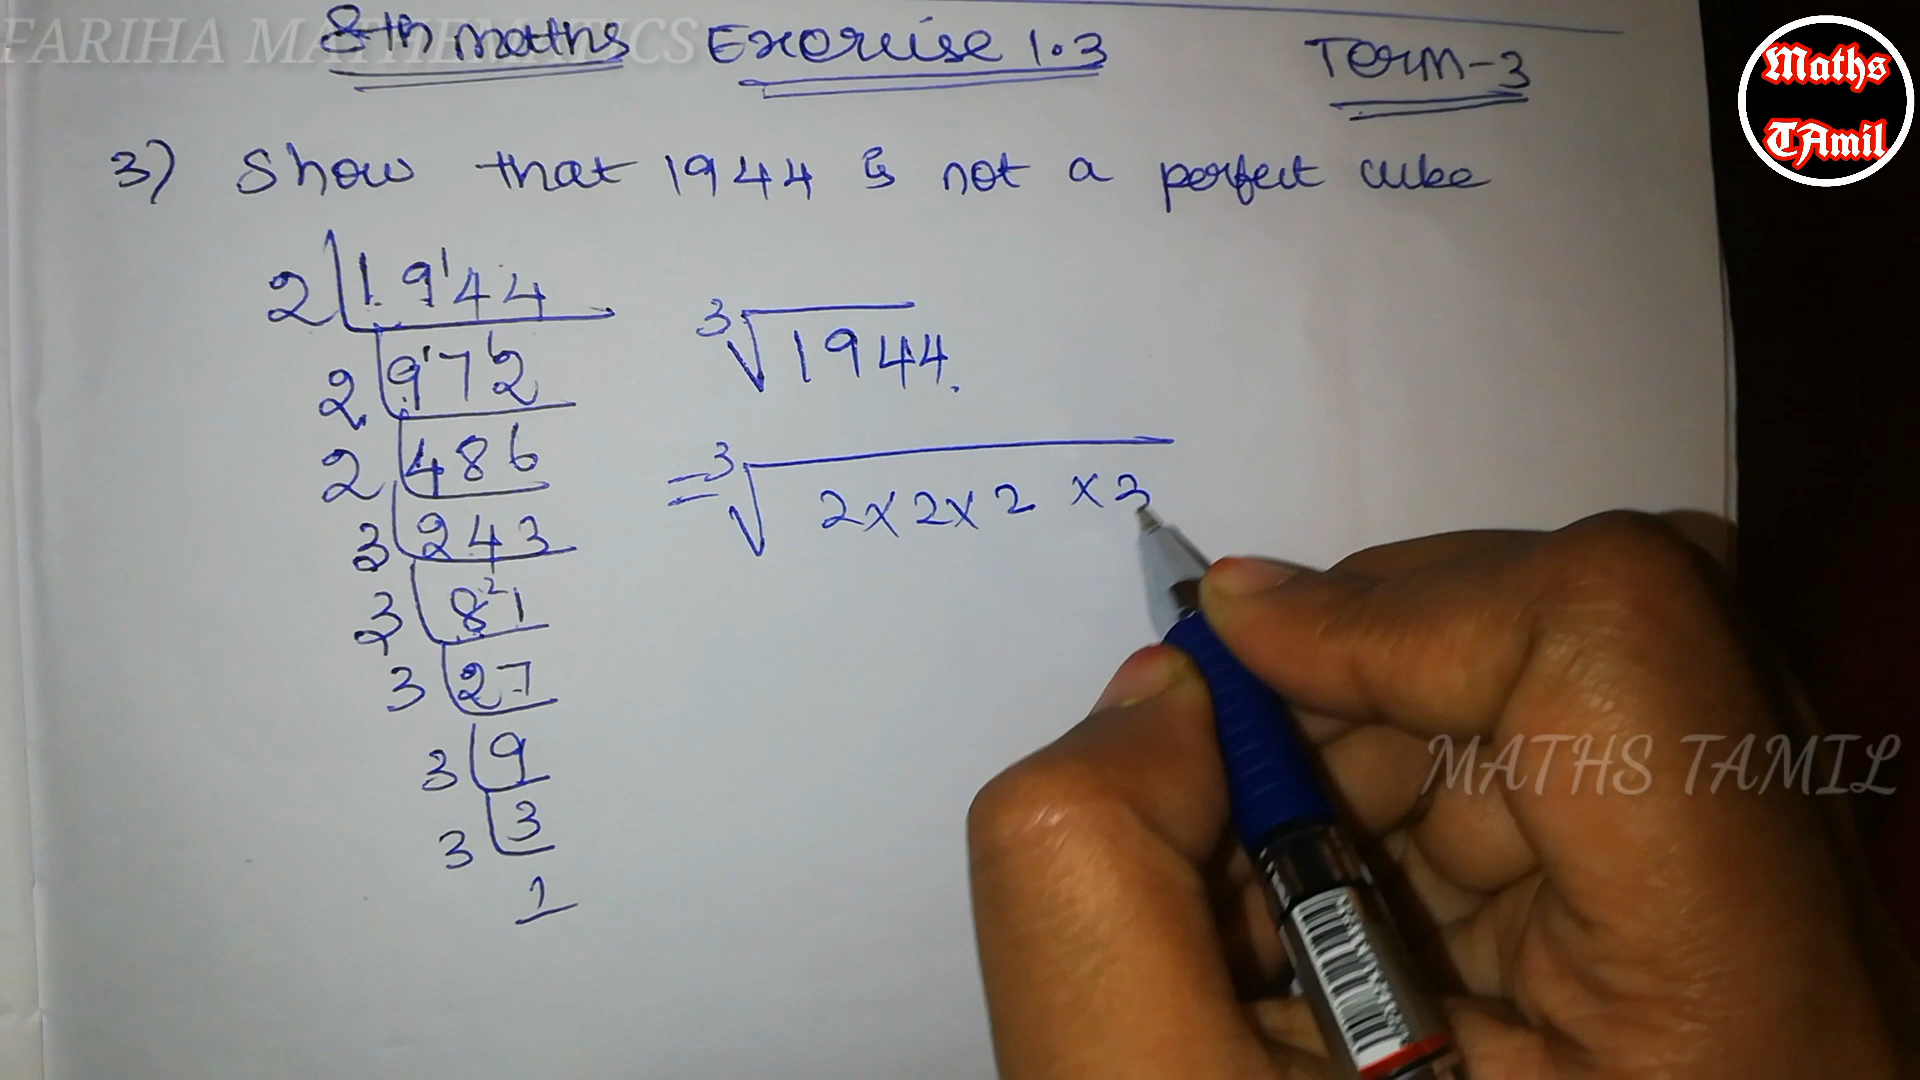 FARIHA MATHEMATICS
8th maths Exercise 1.3 Term-3
Maths
TAmil
3) Show that 1944 is not a perfect cube
2 | 1944
2 | 972
2 | 486
3 | 243
3 | 81
3 | 27
3 | 9
3 | 3
1
³√1944.
= ³√2×2×2 ×3
MATHS TAMIL